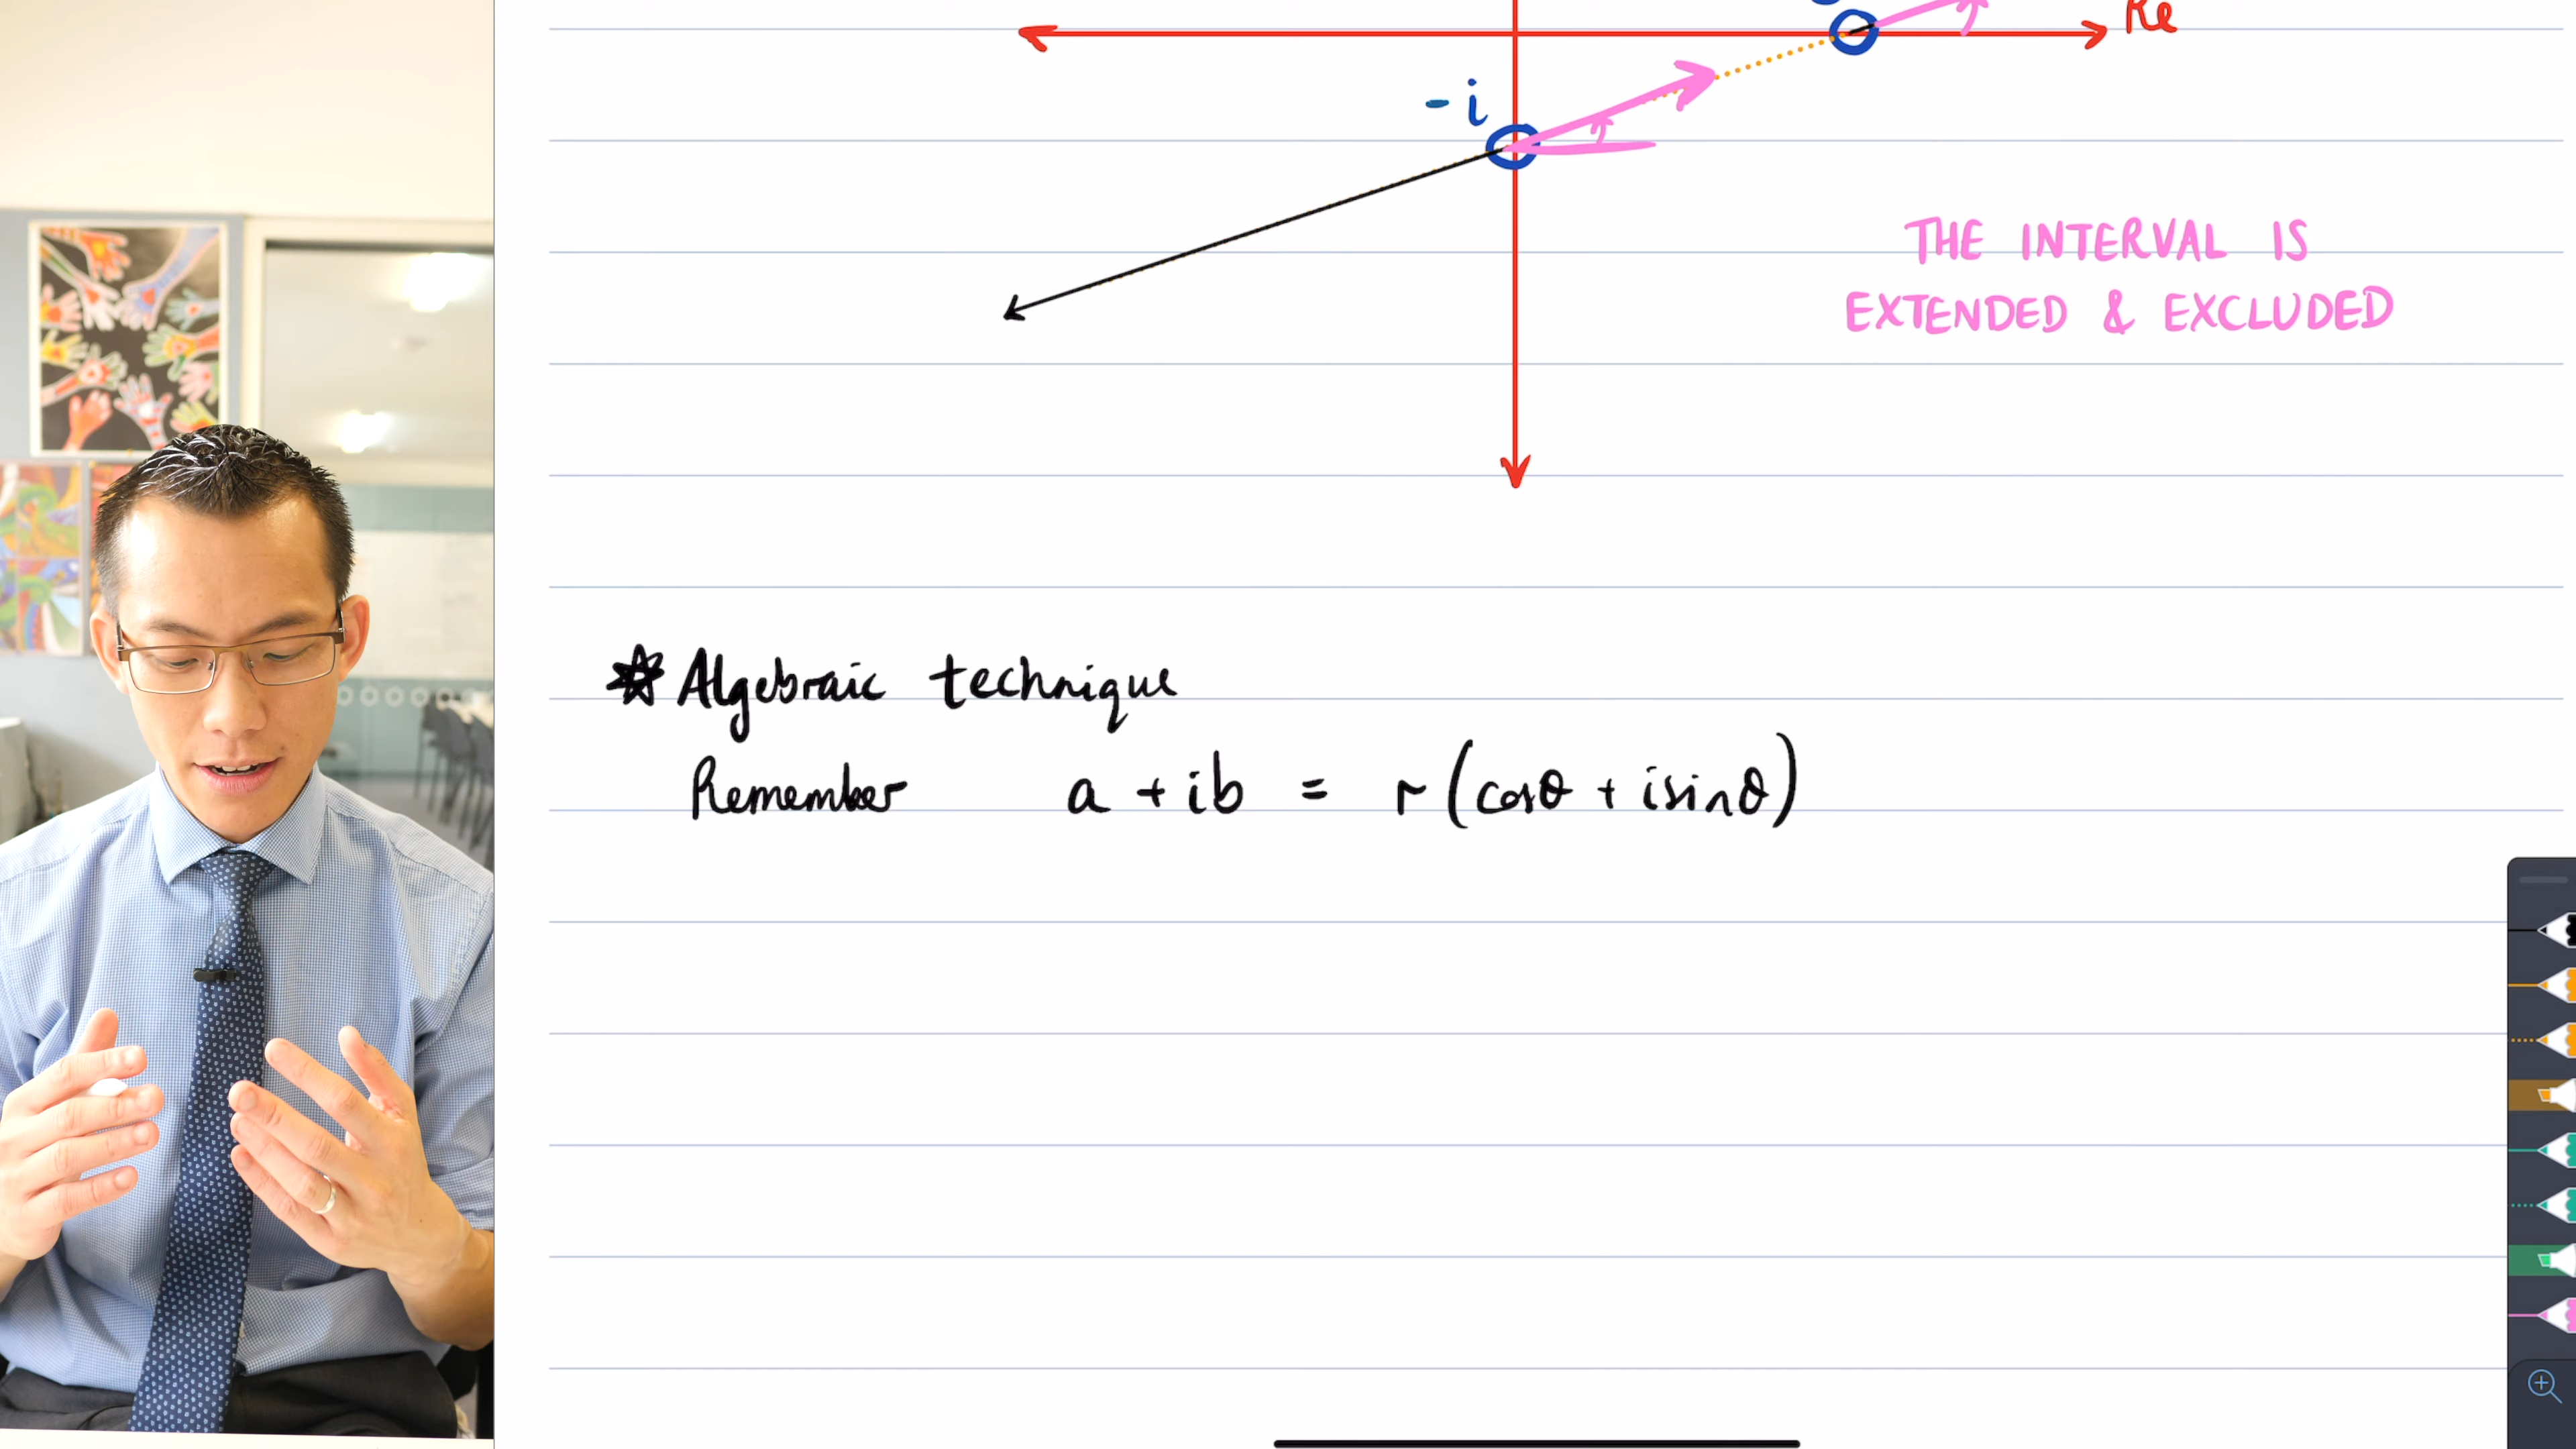 Re
-i
THE INTERVAL IS
EXTENDED & EXCLUDED
Algebraic technique
Remember a + ib = r (cosθ + isinθ)